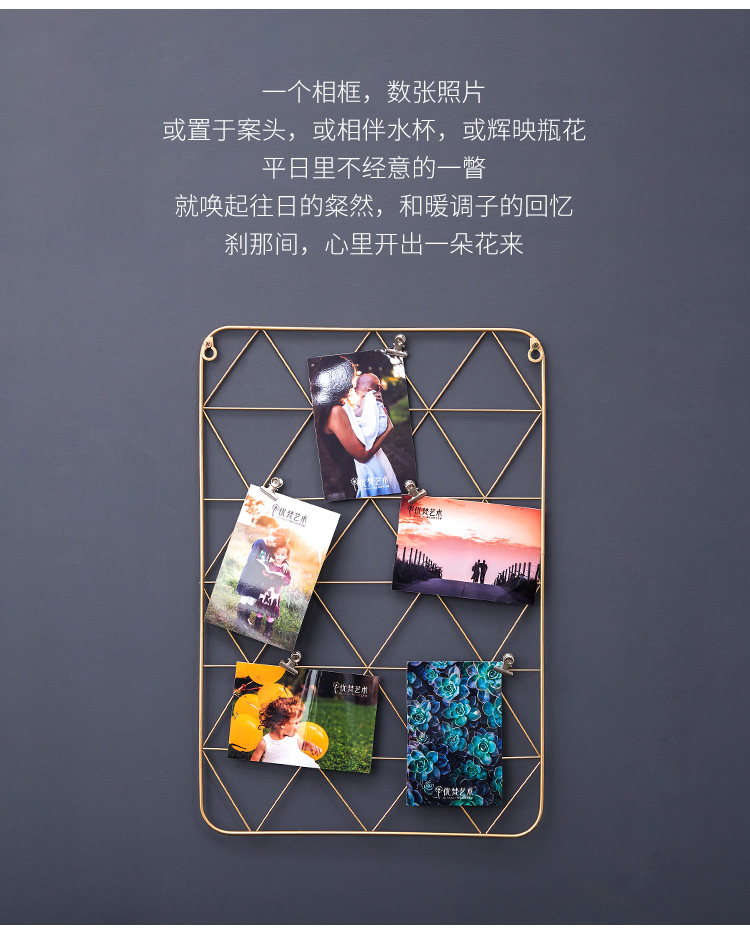 一个相框，数张照片
或置于案头，或相伴水杯，或辉映瓶花
平日里不经意的一瞥
就唤起往日的粲然，和暖调子的回忆
刹那间，心里开出一朵花来
优梵艺术
优梵艺术
优梵艺术
优梵艺术
优梵艺术